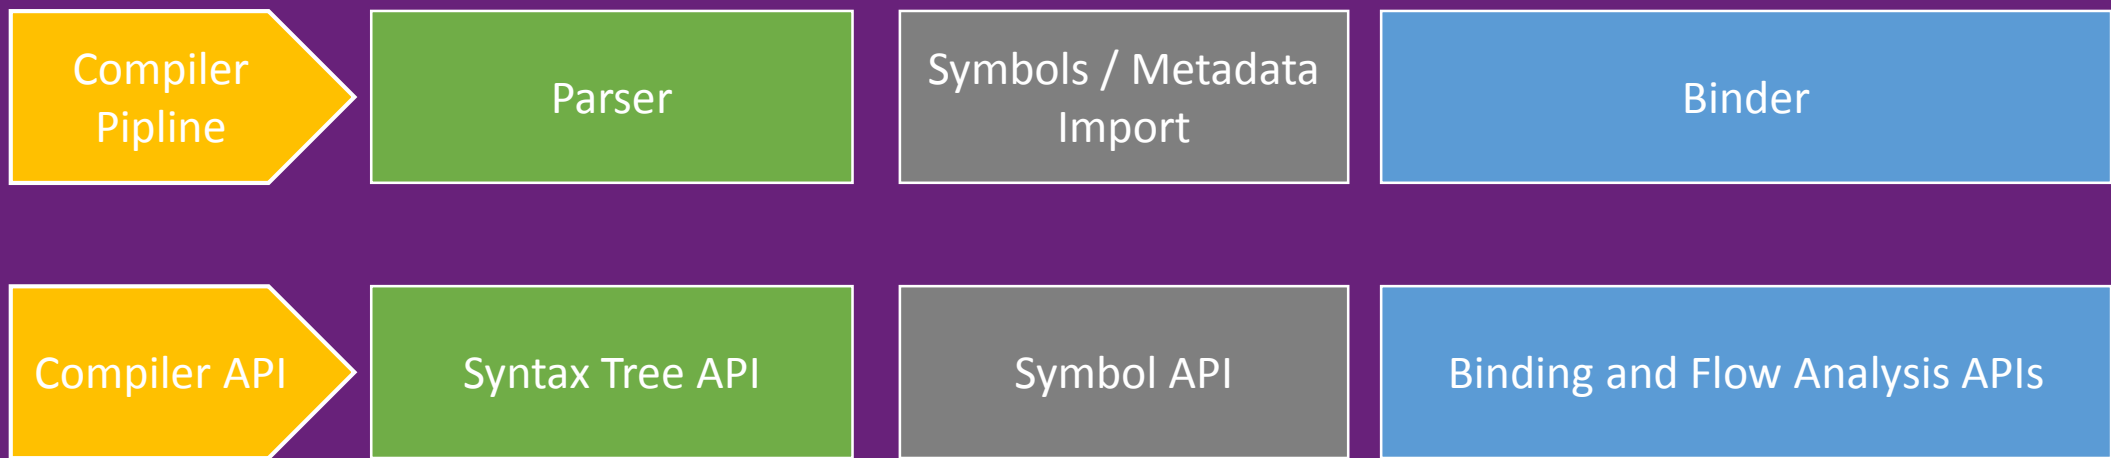 Compiler
Pipline
Parser
Symbols / Metadata
Import
Binder
Compiler API
Syntax Tree API
Symbol API
Binding and Flow Analysis APIs